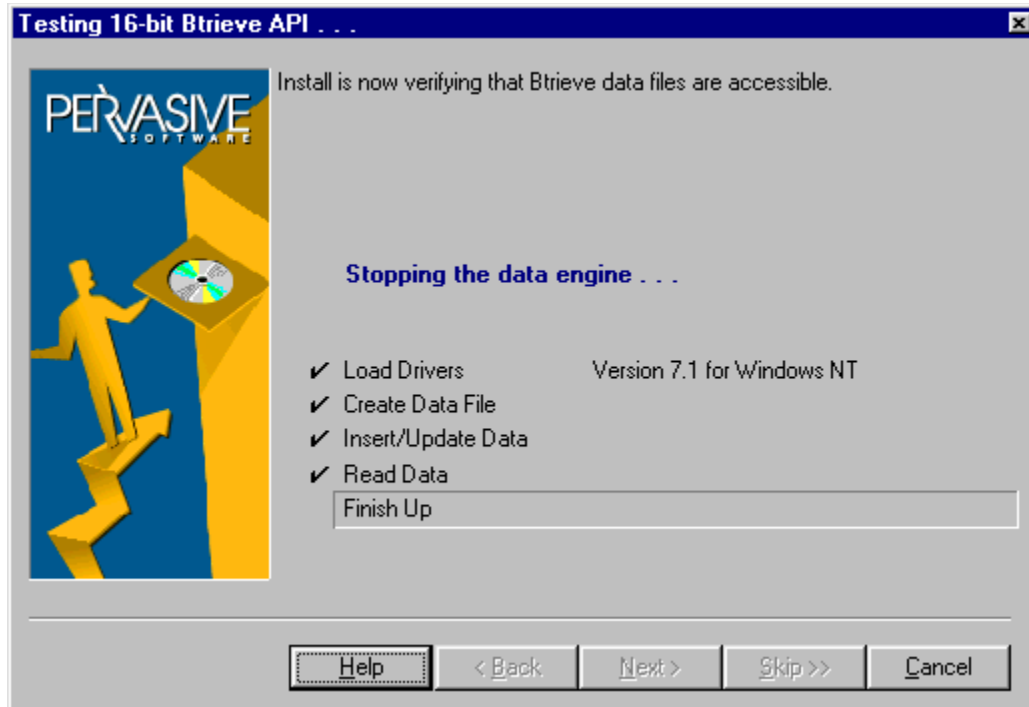 Testing 16-bit Btrieve API . . .
Install is now verifying that Btrieve data files are accessible.
PERVASIVE
SOFTWARE
Stopping the data engine . . .
✔ Load Drivers Version 7.1 for Windows NT
✔ Create Data File
✔ Insert/Update Data
✔ Read Data
Finish Up
Help < Back Next > Skip >> Cancel